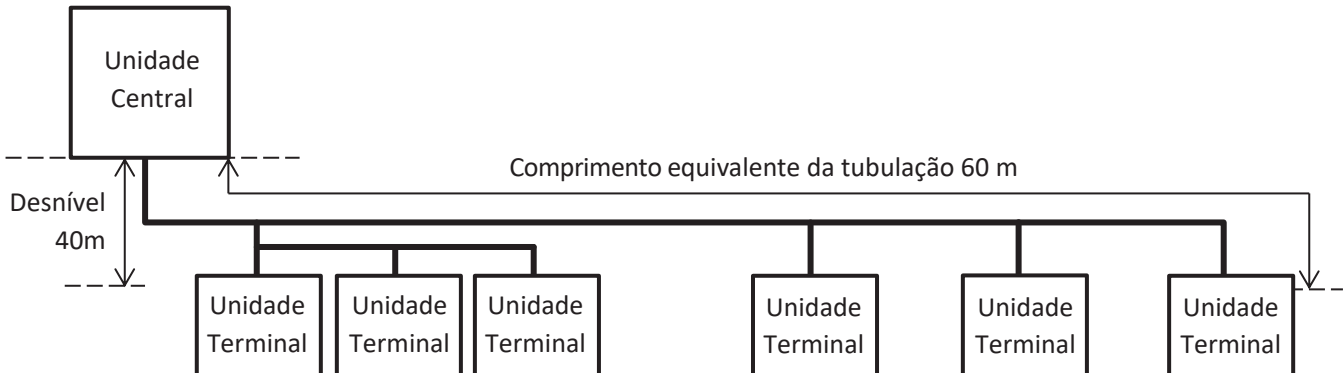 Unidade
Central
Comprimento equivalente da tubulação 60 m
Desnível
40m
Unidade
Terminal
Unidade
Terminal
Unidade
Terminal
Unidade
Terminal
Unidade
Terminal
Unidade
Terminal